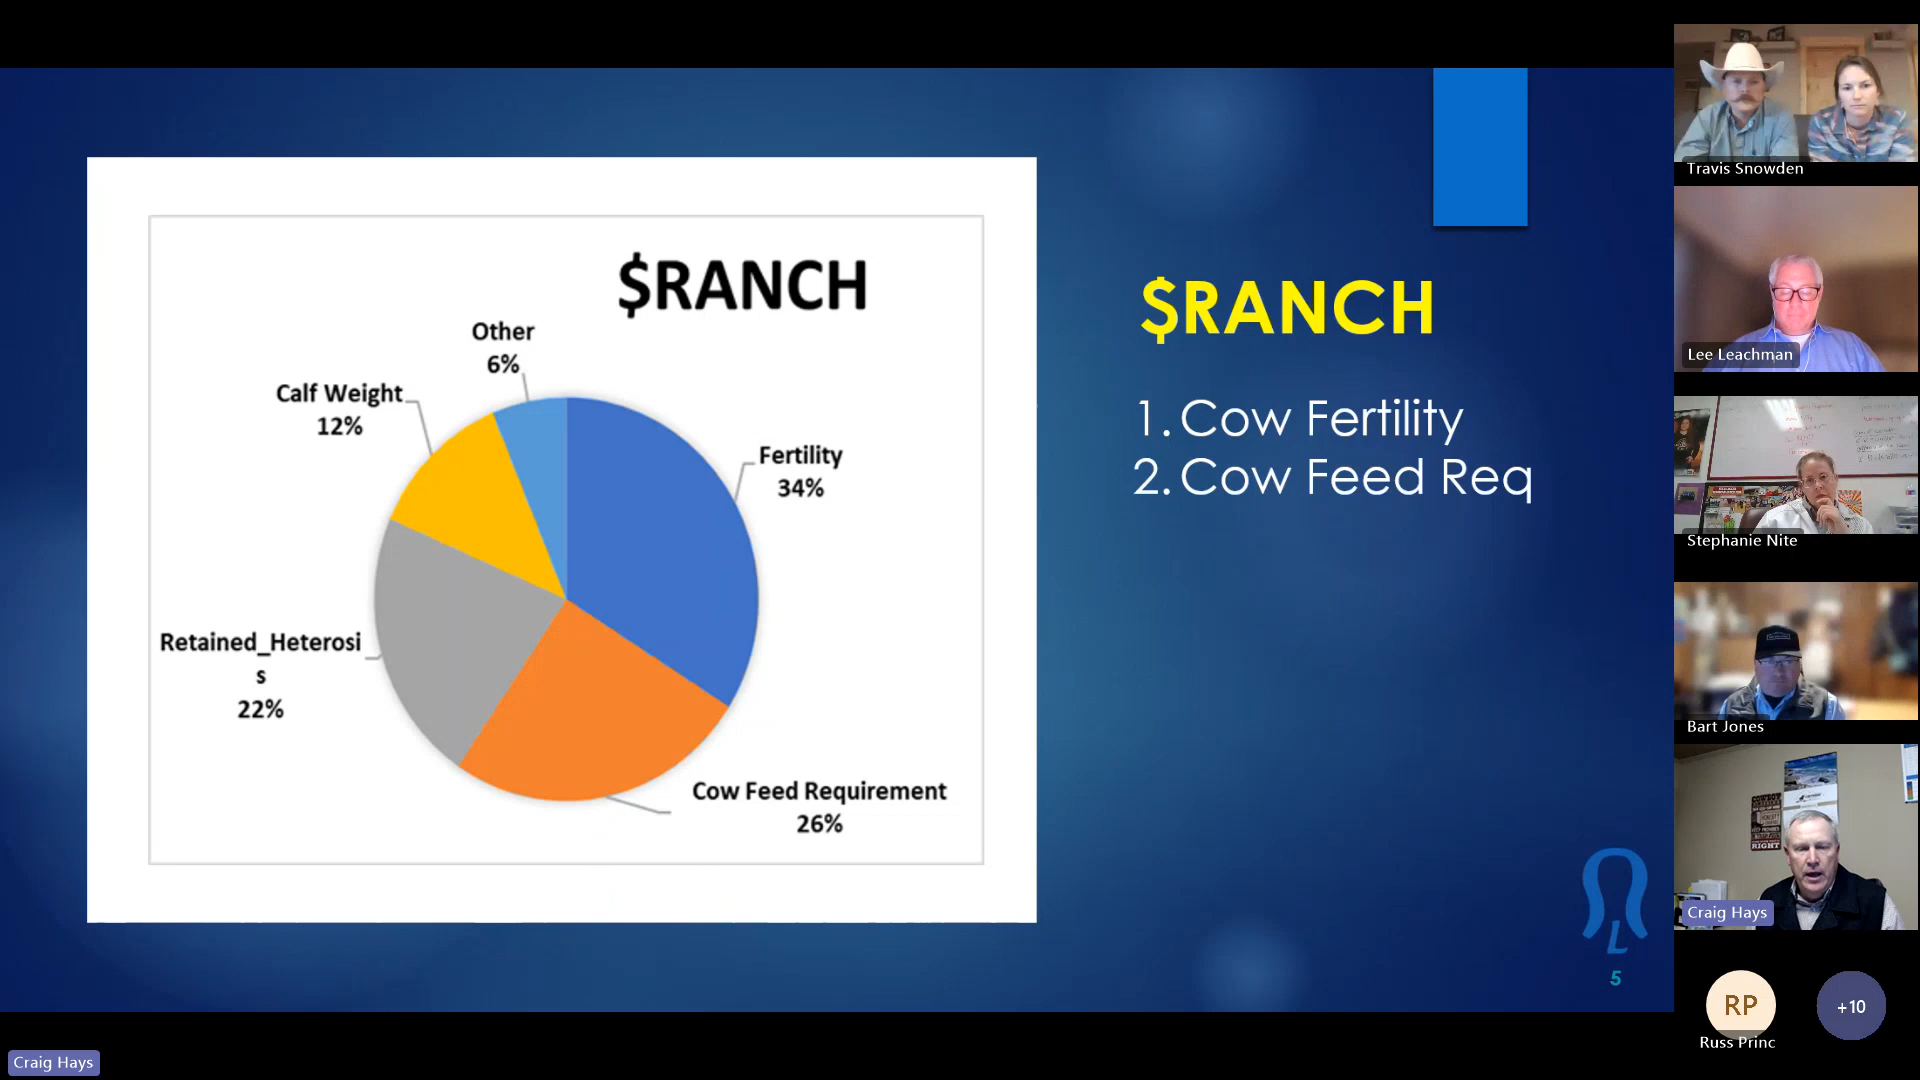 $RANCH
Other
6%
Calf Weight
12%
Fertility
34%
Retained_Heterosi
s
22%
Cow Feed Requirement
26%
$RANCH
1. Cow Fertility
2. Cow Feed Req
L
5
Travis Snowden
Lee Leachman
Stephanie Nite
Bart Jones
COWBOY
RIGHT
Craig Hays
RP
+10
Russ Princ
Craig Hays